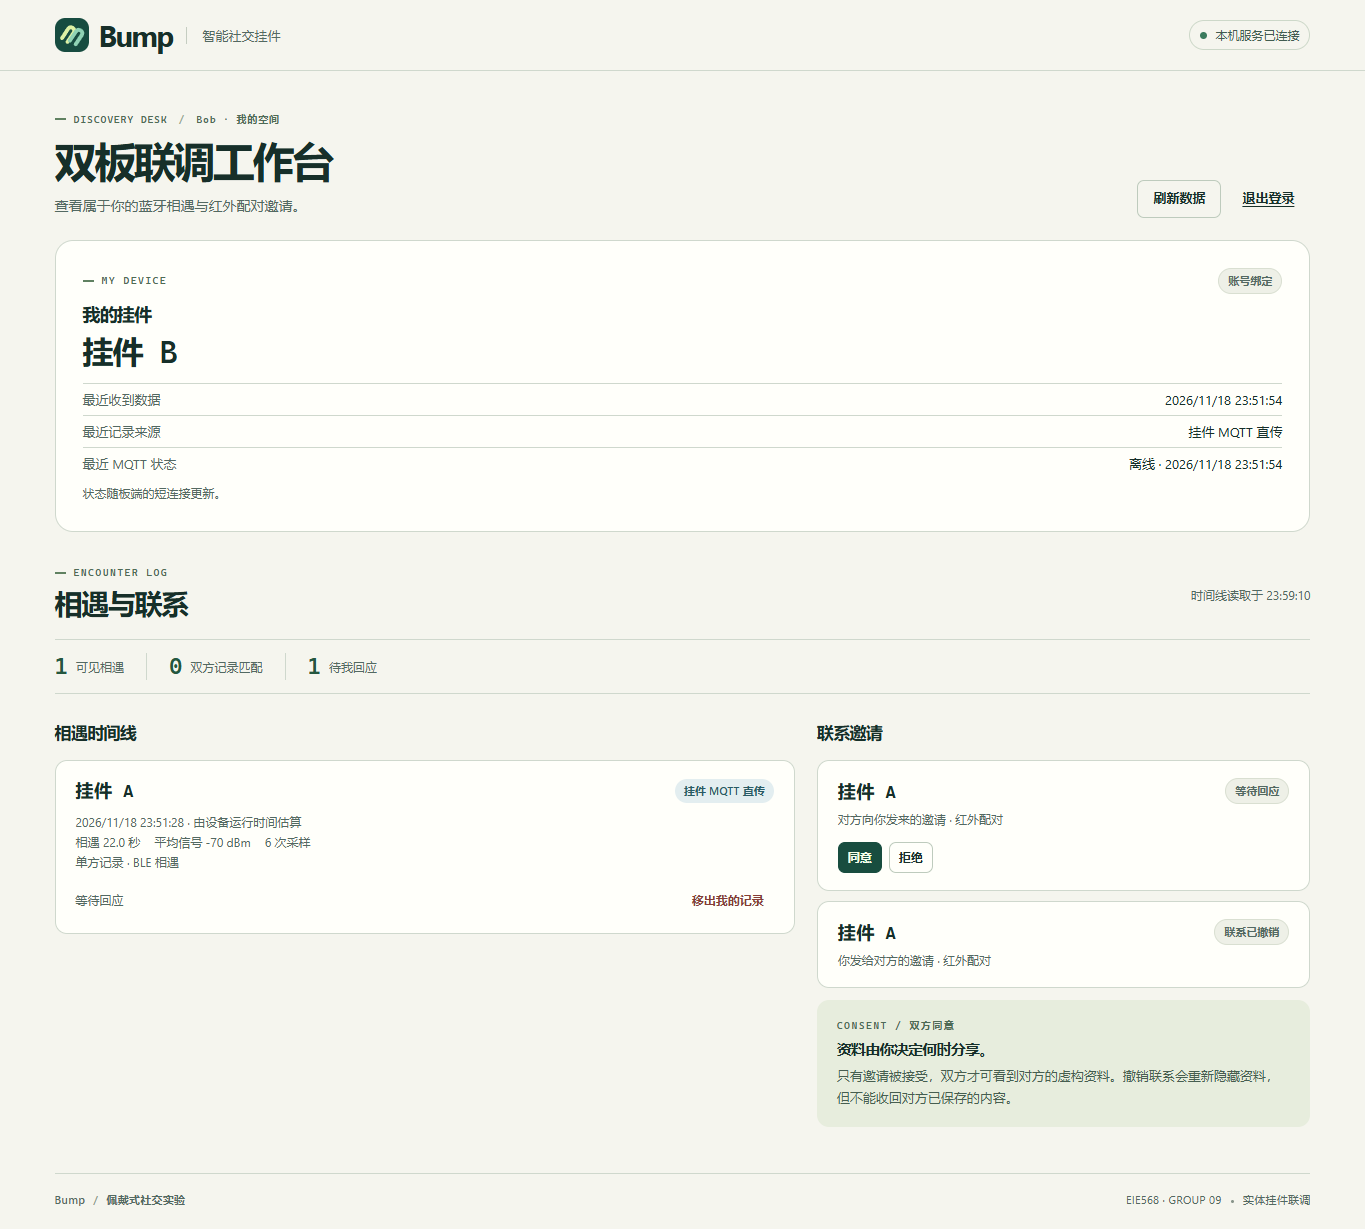 Bump
智能社交挂件
本机服务已连接
DISCOVERY DESK / Bob · 我的空间
双板联调工作台
查看属于你的蓝牙相遇与红外配对邀请。
刷新数据
退出登录
MY DEVICE
账号绑定
我的挂件
挂件 B
最近收到数据
2026/11/18 23:51:54
最近记录来源
挂件 MQTT 直传
最近 MQTT 状态
离线 · 2026/11/18 23:51:54
状态随板端的短连接更新。
ENCOUNTER LOG
相遇与联系
时间线读取于 23:59:10
1 可见相遇
0 双方记录匹配
1 待我回应
相遇时间线
挂件 A
挂件 MQTT 直传
2026/11/18 23:51:28 · 由设备运行时间估算
相遇 22.0 秒 平均信号 -70 dBm 6 次采样
单方记录 · BLE 相遇
等待回应
移出我的记录
联系邀请
挂件 A
等待回应
对方向你发来的邀请 · 红外配对
同意
拒绝
挂件 A
联系已撤销
你发给对方的邀请 · 红外配对
CONSENT / 双方同意
资料由你决定何时分享。
只有邀请被接受，双方才可看到对方的虚构资料。撤销联系会重新隐藏资料，
但不能收回对方已保存的内容。
Bump / 佩戴式社交实验
EIE568 · GROUP 09 • 实体挂件联调